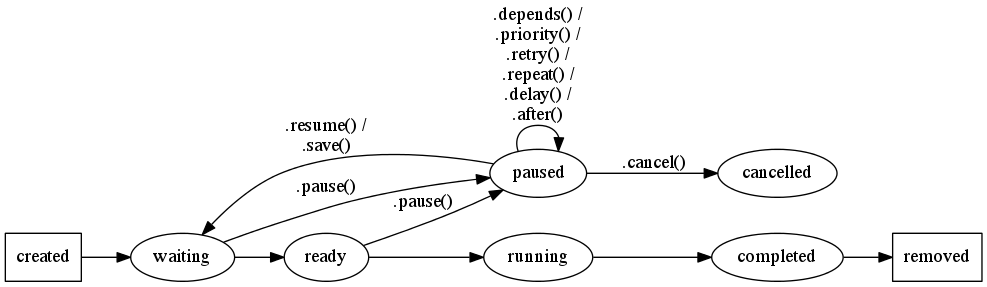 .depends() /
.priority() /
.retry() /
.repeat() /
.delay() /
.after()
.resume() /
.save()
.pause()
.pause()
.cancel()
paused
cancelled
created
waiting
ready
running
completed
removed